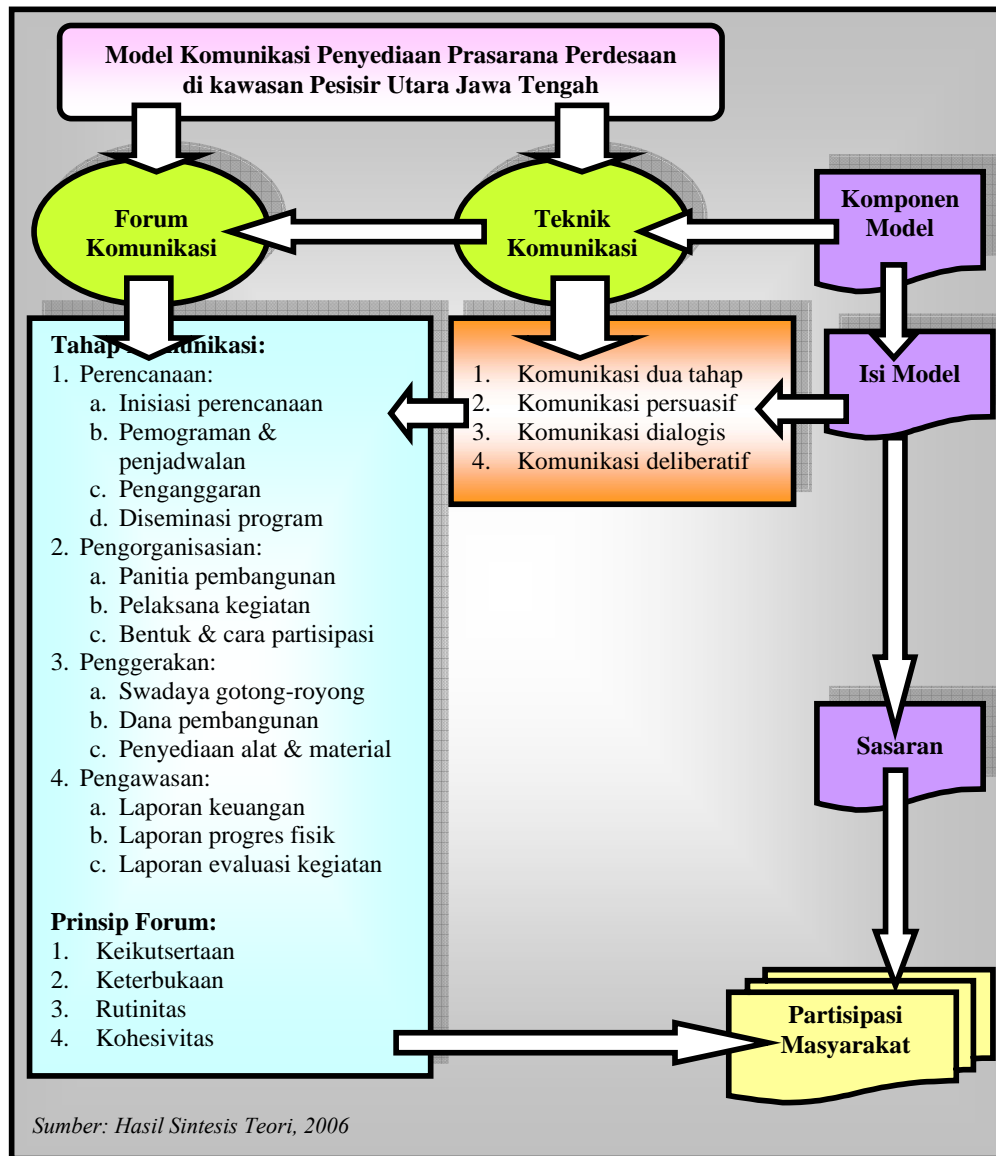 Model Komunikasi Penyediaan Prasarana Perdesaan
di kawasan Pesisir Utara Jawa Tengah
Forum
Komunikasi
Teknik
Komunikasi
Komponen
Model
Tahap Komunikasi:
1. Perencanaan:
a. Inisiasi perencanaan
b. Pemograman &
penjadwalan
c. Penganggaran
d. Diseminasi program
2. Pengorganisasian:
a. Panitia pembangunan
b. Pelaksana kegiatan
c. Bentuk & cara partisipasi
3. Penggerakan:
a. Swadaya gotong-royong
b. Dana pembangunan
c. Penyediaan alat & material
4. Pengawasan:
a. Laporan keuangan
b. Laporan progres fisik
c. Laporan evaluasi kegiatan
Prinsip Forum:
1. Keikutsertaan
2. Keterbukaan
3. Rutinitas
4. Kohesivitas
1. Komunikasi dua tahap
2. Komunikasi persuasif
3. Komunikasi dialogis
4. Komunikasi deliberatif
Isi Model
Sasaran
Partisipasi
Masyarakat
Sumber: Hasil Sintesis Teori, 2006